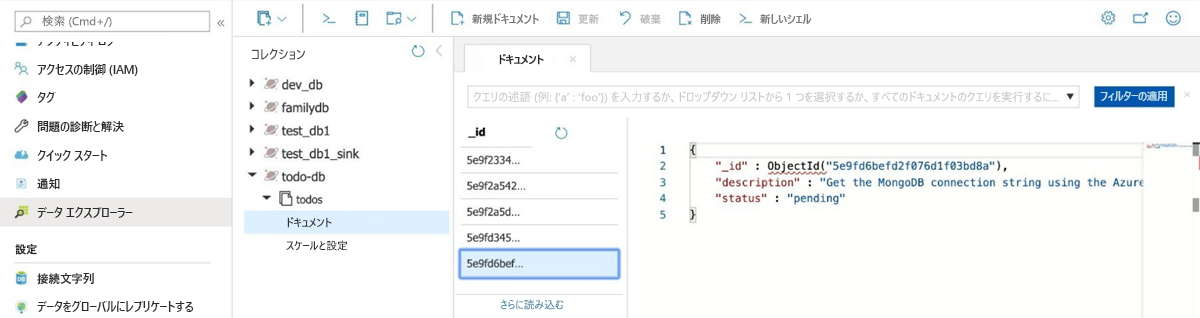 検索 (Cmd+/)
«
アクセスの制御 (IAM)
タグ
問題の診断と解決
クイック スタート
通知
データ エクスプローラー
設定
接続文字列
データをグローバルにレプリケートする
新規ドキュメント
更新
破棄
削除
新しいシェル
コレクション
dev_db
familydb
test_db1
test_db1_sink
todo-db
todos
ドキュメント
スケールと設定
ドキュメント ×
クエリの述語 (例: {'a' : 'foo'}) を入力するか、ドロップダウン リストから 1 つを選択するか、すべてのドキュメントのクエリを実行するに...
フィルターの適用
_id
5e9f2334...
5e9f2a542...
5e9f2a5d...
5e9fd345...
5e9fd6bef...
さらに読み込む
1 {
2 "_id" : ObjectId("5e9fd6befd2f076d1f03bd8a"),
3 "description" : "Get the MongoDB connection string using the Azure
4 "status" : "pending"
5 }